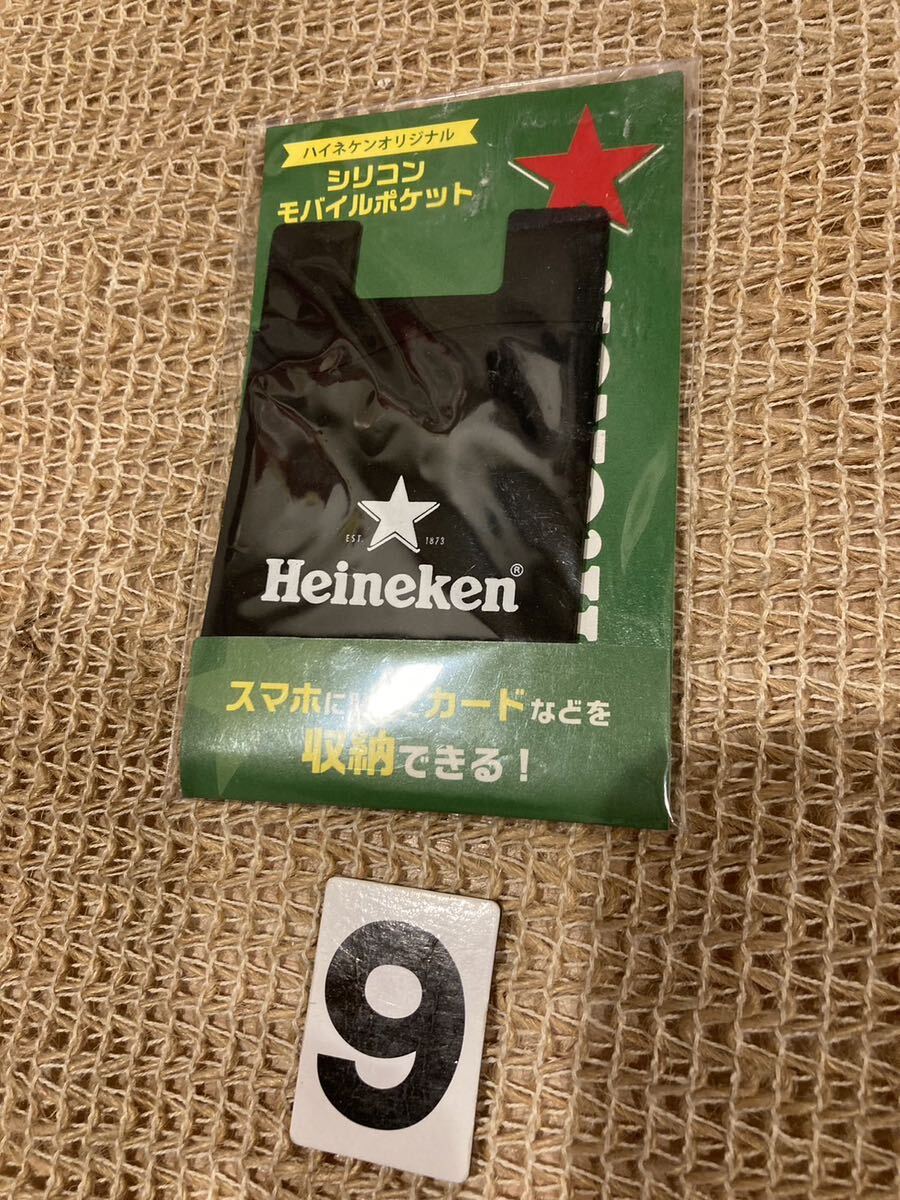 ハイネケンオリジナル
シリコン
モバイルポケット
EST. 1873
Heineken®
スマホに カードなどを
収納できる！
9